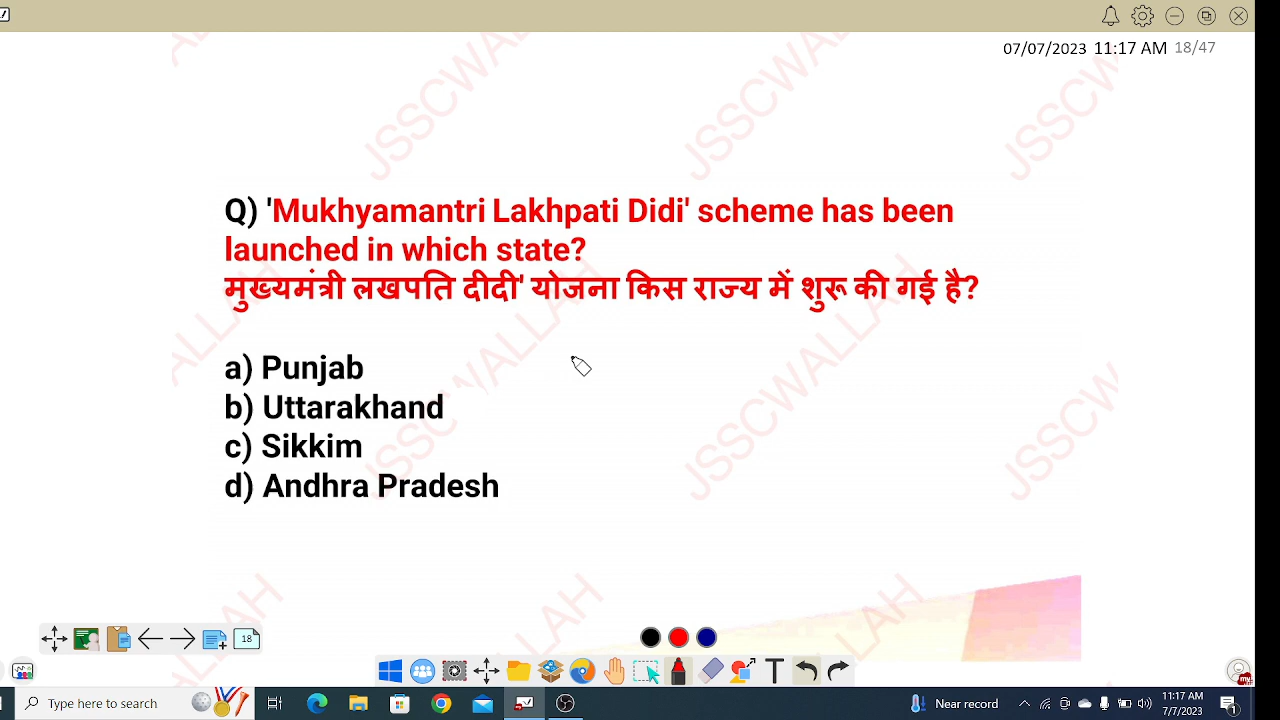 07/07/2023 11:17 AM 18/47
Q) 'Mukhyamantri Lakhpati Didi' scheme has been
launched in which state?
मुख्यमंत्री लखपति दीदी' योजना किस राज्य में शुरू की गई है?
a) Punjab
b) Uttarakhand
c) Sikkim
d) Andhra Pradesh
JSSCWALLAH
18
Type here to search
Near record
11:17 AM
7/7/2023